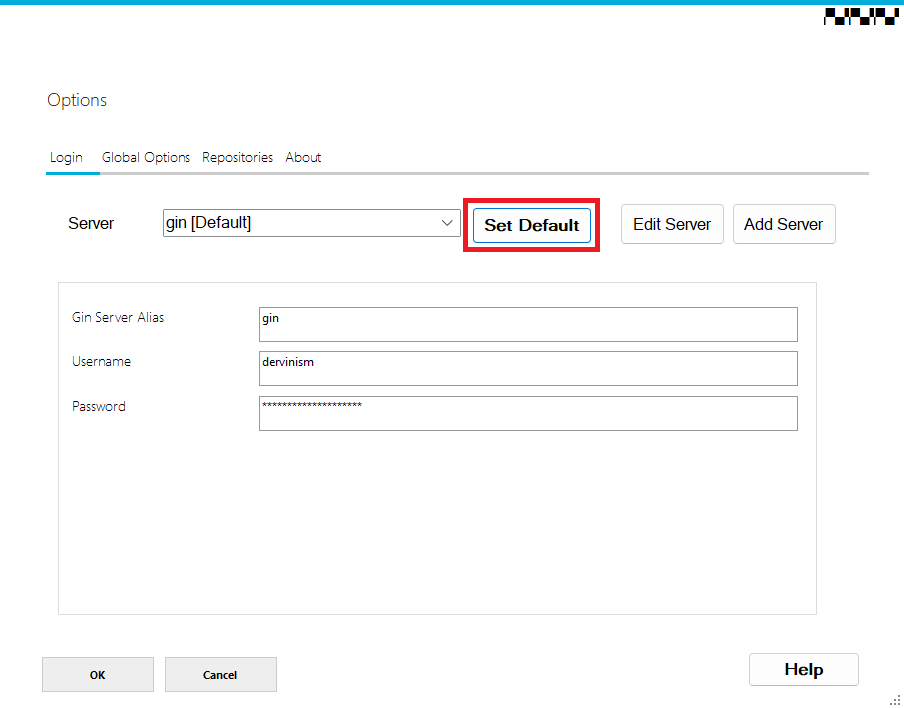 Options
Login Global Options Repositories About
Server gin [Default] Set Default Edit Server Add Server
Gin Server Alias gin
Username dervinism
Password ********************
OK Cancel Help